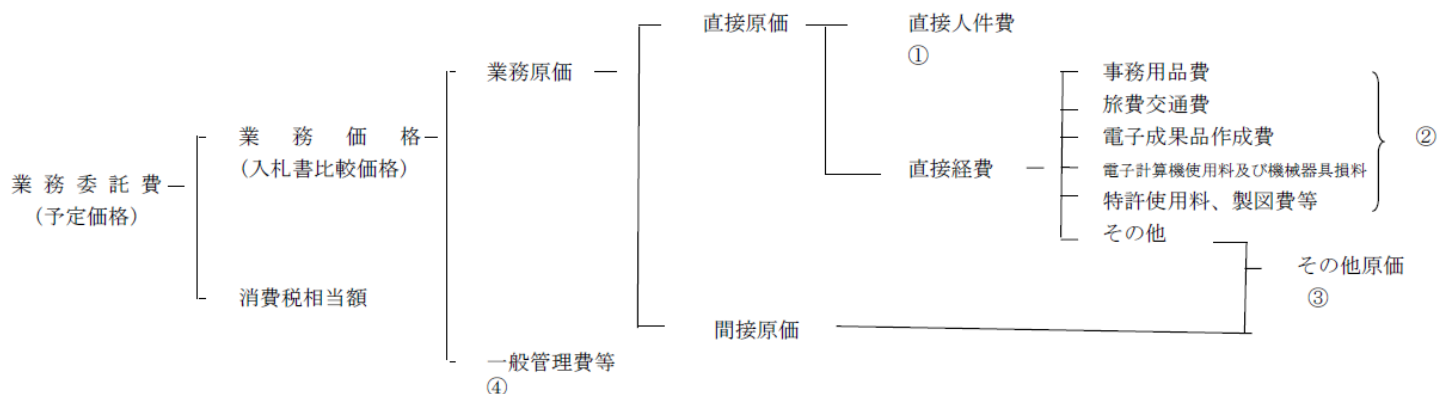 直接原価
直接人件費
①
業務原価
事務用品費
旅費交通費
業務価格
電子成果品作成費
②
(入札書比較価格)
直接経費
電子計算機使用料及び機械器具損料
業務委託費
特許使用料、製図費等
(予定価格)
その他
その他原価
消費税相当額
③
間接原価
一般管理費等
④